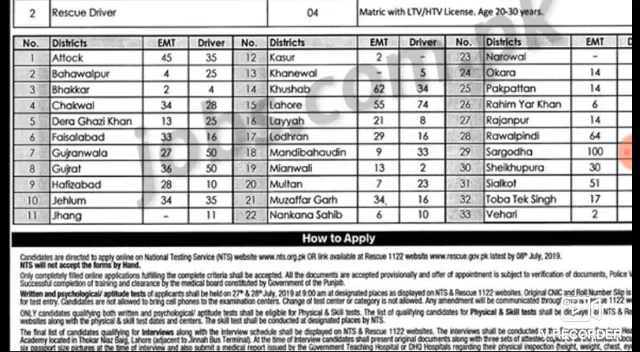 2 Rescue Driver 04 Matric with LTV/HTV License. Age 20-30 years.
No. Districts EMT Driver No. Districts EMT Driver No. Districts EMT
1 Attock 45 35 12 Kasur 2 - 23 Narowal -
2 Bahawalpur 4 25 13 Khanewal - 5 24 Okara 14
3 Bhakkar 2 4 14 Khushab 62 34 25 Pakpattan 14
4 Chakwal 34 28 15 Lahore 55 74 26 Rahim Yar Khan 6
5 Dera Ghazi Khan 13 25 16 Layyah 21 8 27 Rajanpur 14
6 Faisalabad 33 16 17 Lodhran 29 16 28 Rawalpindi 64
7 Gujranwala 27 50 18 Mandibahaudin 9 33 29 Sargodha 100
8 Gujrat 36 50 19 Mianwali 13 2 30 Sheikhupura 30
9 Hafizabad 28 10 20 Multan 7 23 31 Sialkot 51
10 Jehlum 34 35 21 Muzaffar Garh 34 16 32 Toba Tek Singh 17
11 Jhang - 11 22 Nankana Sahib 6 10 33 Vehari 2
How to Apply
Candidates are directed to apply online on National Testing Service (NTS) website www.nts.org.pk OR link available at Rescue 1122 website www.rescue.gov.pk latest by 08th July, 2019.
NTS will not accept the forms by Hand.
Only completely filled online applications fulfilling the complete criteria shall be accepted. All the documents are accepted provisionally and offer of appointment is subject to verification of documents, Police
Successful completion of training and clearance by the medical board constituted by Government of the Punjab.
Written and psychological/ aptitude tests of applicants shall be held on 27th & 28th July, 2019 at 9:00 am at designated places as displayed on NTS & Rescue 1122 websites. Original CNIC and Roll Number Slip is
for test entry. Candidates are not allowed to bring cell phones to the examination centers. Change of test center or category is not allowed. Any amendment will be communicated through
ONLY candidates qualifying both written and psychological/ aptitude tests shall be eligible for Physical & Skill tests. The list of qualifying candidates for Physical & Skill tests shall be displayed on NTS &
websites along with the physical & skill test dates and centers. The skill test shall be conducted at designated places.
The final list of candidates qualifying for Interviews along with the interview schedule shall be displayed on NTS & Rescue 1122 websites. The interviews shall be conducted
Academy located in Thokar Niaz Baig, Lahore (adjacent to Jinnah Bus Terminal). At the time of Interview candidates shall present original documents along with three sets of attested
six passport size pictures at the time of interview and also submit a medical report issued by the Government Teaching Hospital or DHQ Hospitals regarding their physical inspection (height, weight, chest,
RECORDER